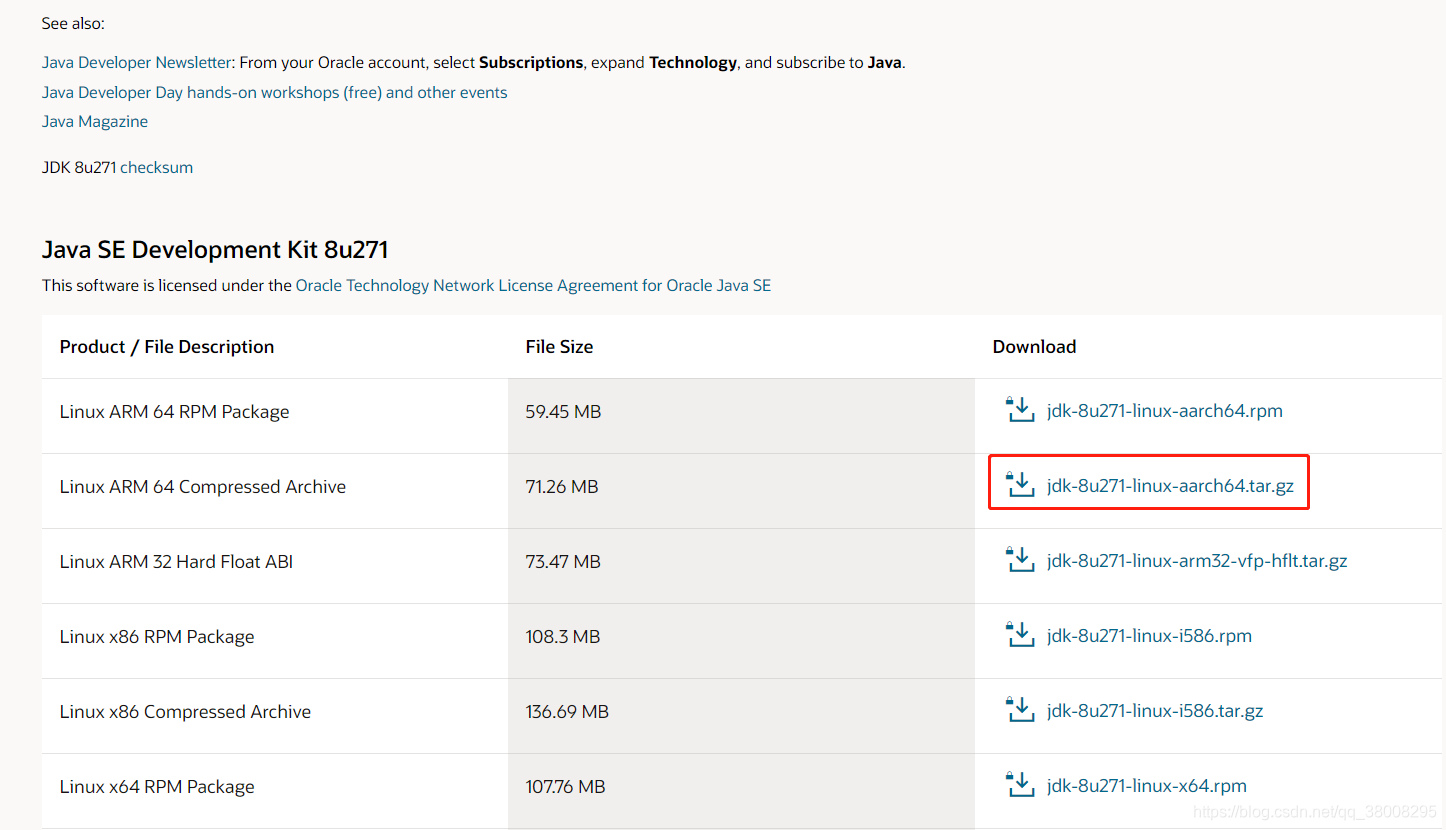 See also:
Java Developer Newsletter: From your Oracle account, select Subscriptions, expand Technology, and subscribe to Java.
Java Developer Day hands-on workshops (free) and other events
Java Magazine
JDK 8u271 checksum
Java SE Development Kit 8u271
This software is licensed under the Oracle Technology Network License Agreement for Oracle Java SE
Product / File Description File Size Download
Linux ARM 64 RPM Package 59.45 MB jdk-8u271-linux-aarch64.rpm
Linux ARM 64 Compressed Archive 71.26 MB jdk-8u271-linux-aarch64.tar.gz
Linux ARM 32 Hard Float ABI 73.47 MB jdk-8u271-linux-arm32-vfp-hflt.tar.gz
Linux x86 RPM Package 108.3 MB jdk-8u271-linux-i586.rpm
Linux x86 Compressed Archive 136.69 MB jdk-8u271-linux-i586.tar.gz
Linux x64 RPM Package 107.76 MB jdk-8u271-linux-x64.rpm
https://blog.csdn.net/qq_38008295